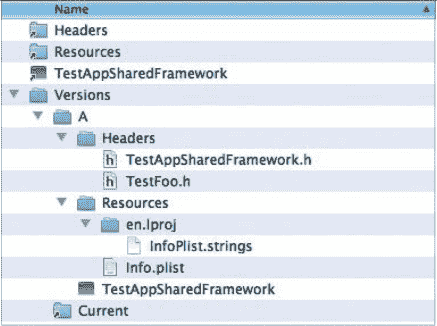 Name
Headers
Resources
TestAppSharedFramework
Versions
A
Headers
h TestAppSharedFramework.h
h TestFoo.h
Resources
en.lproj
InfoPlist.strings
Info.plist
TestAppSharedFramework
Current